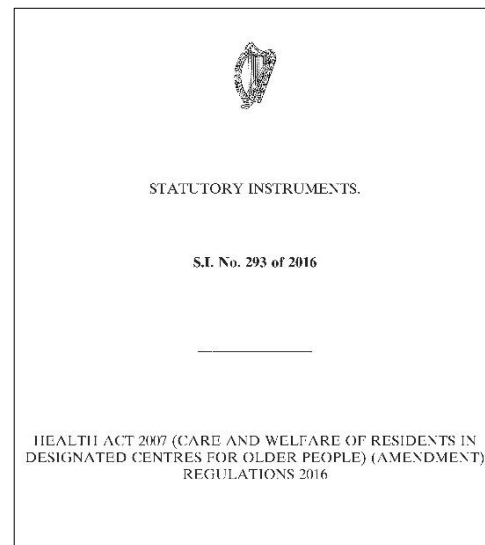 STATUTORY INSTRUMENTS.
S.I. No. 293 of 2016
HEALTH ACT 2007 (CARE AND WELFARE OF RESIDENTS IN
DESIGNATED CENTRES FOR OLDER PEOPLE) (AMENDMENT)
REGULATIONS 2016